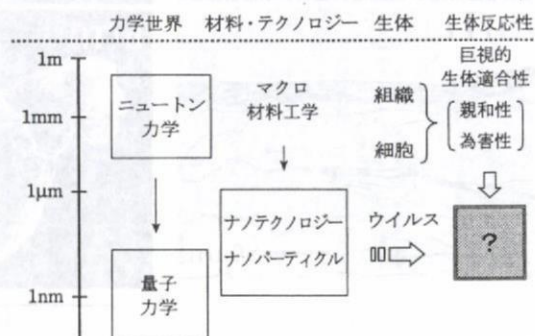 力学世界 材料・テクノロジー 生体 生体反応性
1m
1mm
1μm
1nm
ニュートン
力学
量子
力学
マクロ
材料工学
ナノテクノロジー
ナノパーティクル
組織
細胞
ウイルス
巨視的
生体適合性
親和性
為害性
?